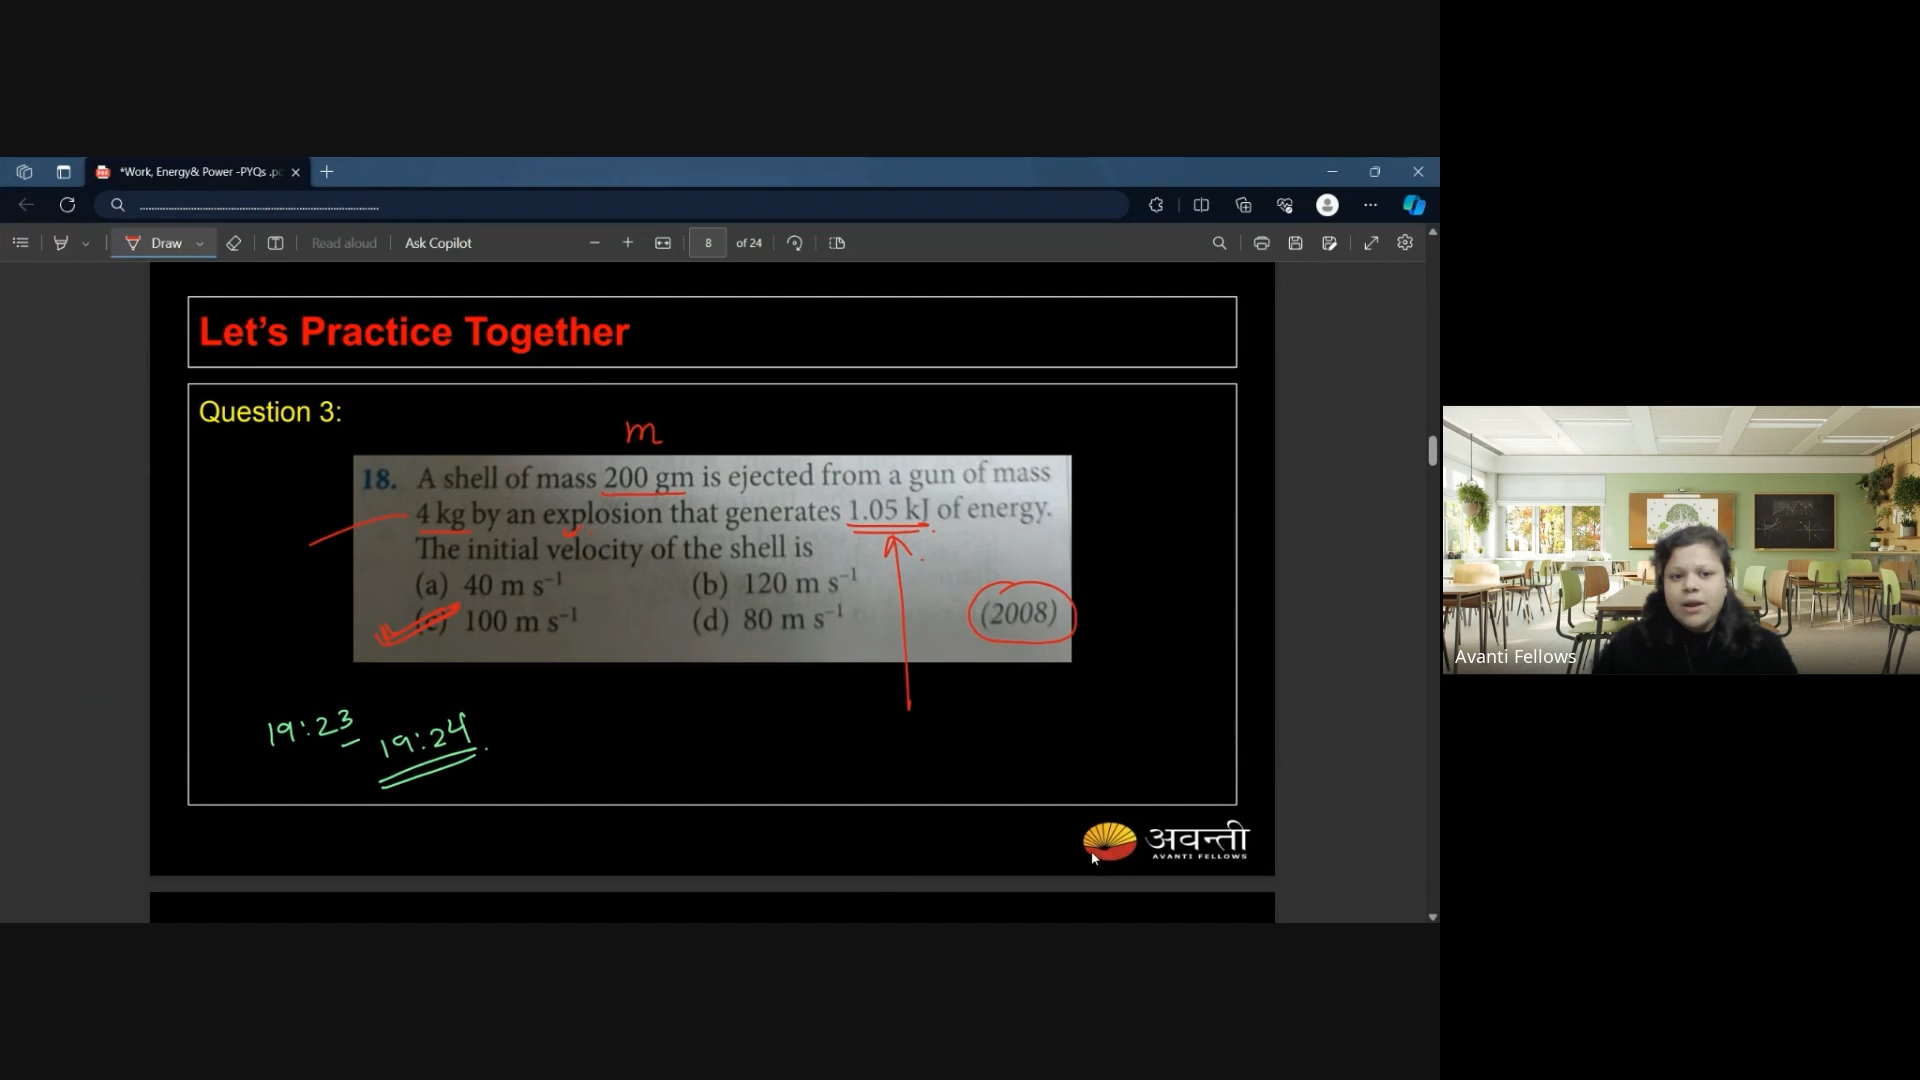 *Work, Energy& Power -PYQs .p
Draw
Read aloud
Ask Copilot
8
of 24
Let's Practice Together
Question 3:
m
18. A shell of mass 200 gm is ejected from a gun of mass
4 kg by an explosion that generates 1.05 kJ of energy.
The initial velocity of the shell is
(a) 40 m s⁻¹ (b) 120 m s⁻¹
(c) 100 m s⁻¹ (d) 80 m s⁻¹ (2008)
19:23
19:24
अवन्ती
AVANTI FELLOWS
Avanti Fellows